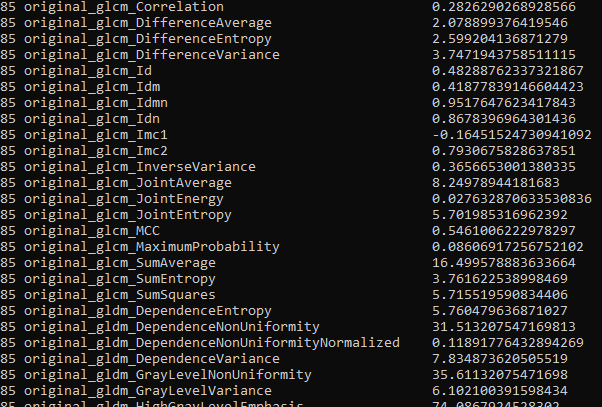 85 original_glcm_Correlation 0.2826290268928566
85 original_glcm_DifferenceAverage 2.078899376419546
85 original_glcm_DifferenceEntropy 2.599204136871279
85 original_glcm_DifferenceVariance 3.7471943758511115
85 original_glcm_Id 0.48288762337321867
85 original_glcm_Idm 0.41877839146604423
85 original_glcm_Idmn 0.9517647623417843
85 original_glcm_Idn 0.8678396964301436
85 original_glcm_Imc1 -0.16451524730941092
85 original_glcm_Imc2 0.7930675828637851
85 original_glcm_InverseVariance 0.3656653001380335
85 original_glcm_JointAverage 8.24978944181683
85 original_glcm_JointEnergy 0.027632870633530836
85 original_glcm_JointEntropy 5.701985316962392
85 original_glcm_MCC 0.5461006222978297
85 original_glcm_MaximumProbability 0.08606917256752102
85 original_glcm_SumAverage 16.499578883633664
85 original_glcm_SumEntropy 3.761622538998469
85 original_glcm_SumSquares 5.715519590834406
85 original_gldm_DependenceEntropy 5.760479636871027
85 original_gldm_DependenceNonUniformity 31.513207547169813
85 original_gldm_DependenceNonUniformityNormalized 0.11891776432894269
85 original_gldm_DependenceVariance 7.834873620505519
85 original_gldm_GrayLevelNonUniformity 35.61132075471698
85 original_gldm_GrayLevelVariance 6.102100391598434
85 original_gldm_HighGrayLevelEmphasis 74.0867924528302